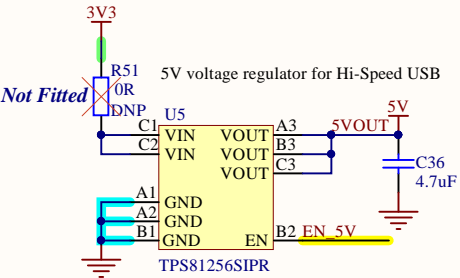 3V3
R51
0R
DNP
Not Fitted
5V voltage regulator for Hi-Speed USB
U5
5V
C1 VIN VOUT A3 5VOUT
C2 VIN VOUT B3
VOUT C3
C36
4.7uF
A1 GND
A2 GND
B1 GND EN B2 EN_5V
TPS81256SIPR